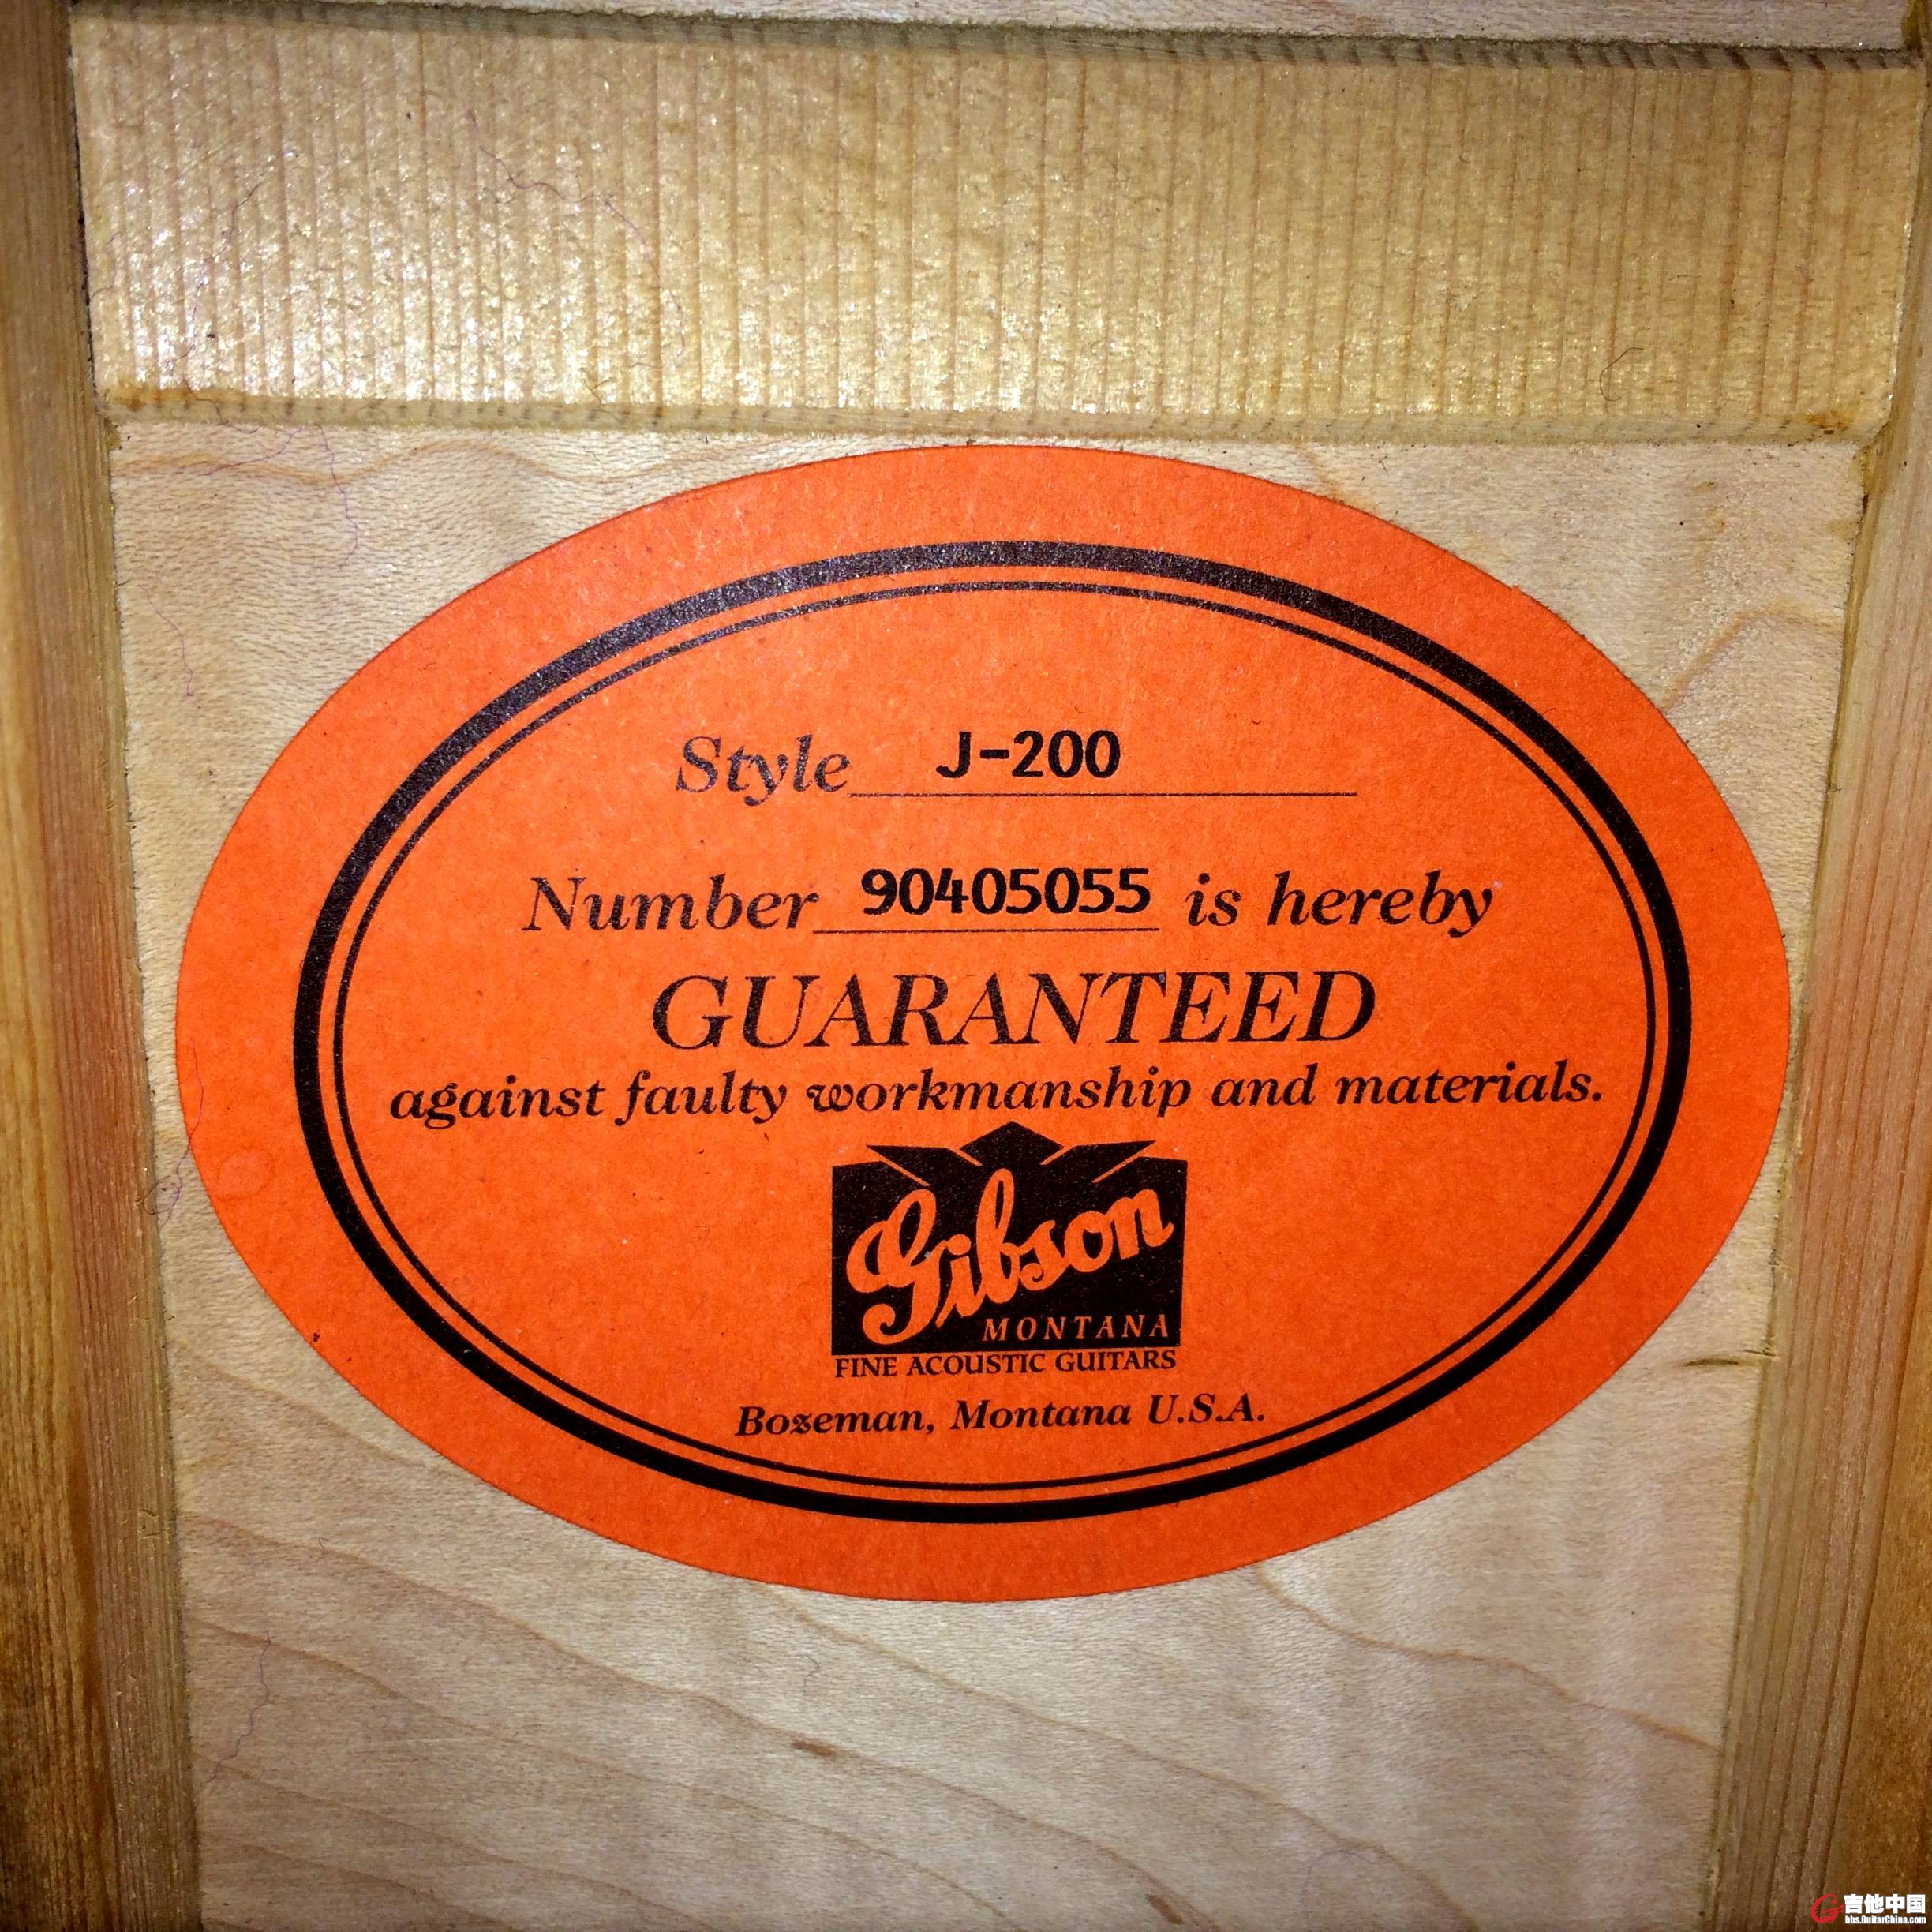 Style J-200
Number 90405055 is hereby
GUARANTEED
against faulty workmanship and materials.
Gibson
MONTANA
FINE ACOUSTIC GUITARS
Bozeman, Montana U.S.A.
吉他中国
bbs.GuitarChina.com